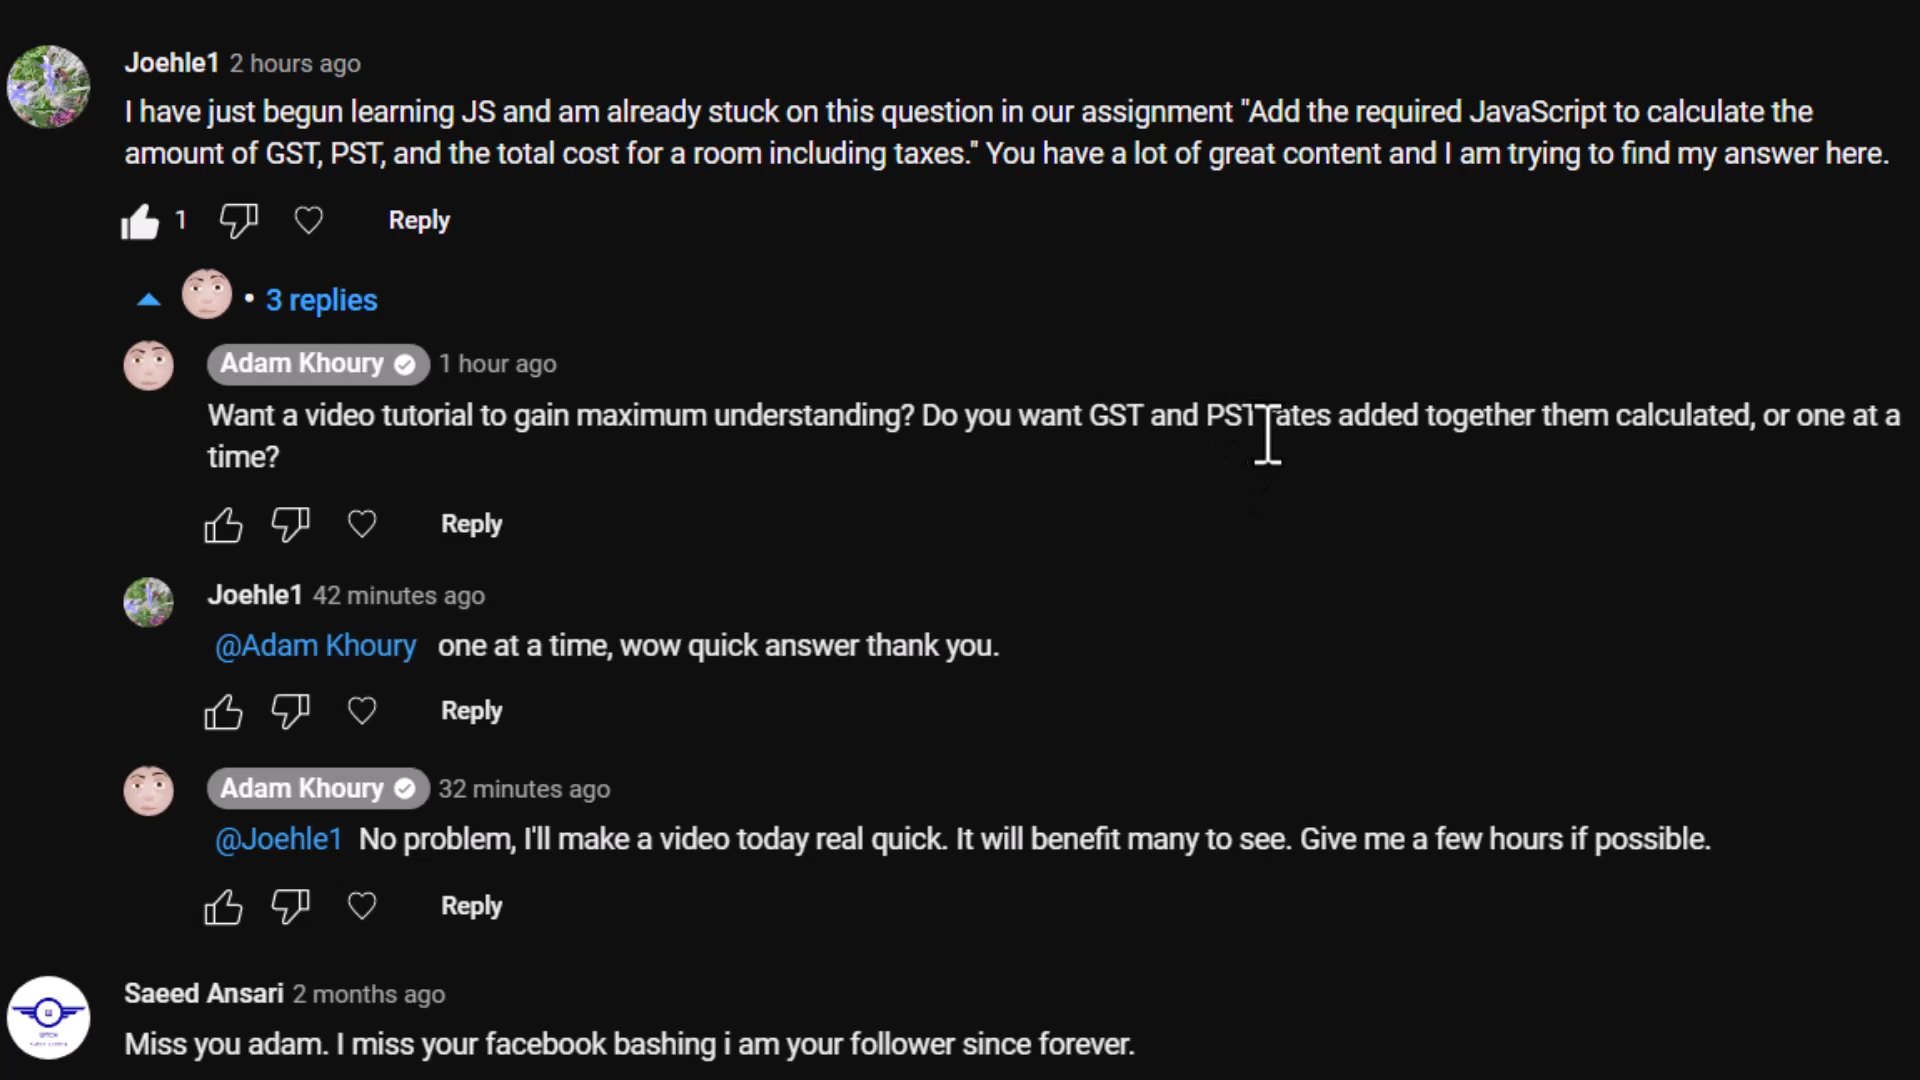 Joehle1 2 hours ago
I have just begun learning JS and am already stuck on this question in our assignment "Add the required JavaScript to calculate the
amount of GST, PST, and the total cost for a room including taxes." You have a lot of great content and I am trying to find my answer here.
1 Reply
• 3 replies
Adam Khoury 1 hour ago
Want a video tutorial to gain maximum understanding? Do you want GST and PST rates added together them calculated, or one at a
time?
Reply
Joehle1 42 minutes ago
@Adam Khoury one at a time, wow quick answer thank you.
Reply
Adam Khoury 32 minutes ago
@Joehle1 No problem, I'll make a video today real quick. It will benefit many to see. Give me a few hours if possible.
Reply
Saeed Ansari 2 months ago
Miss you adam. I miss your facebook bashing i am your follower since forever.